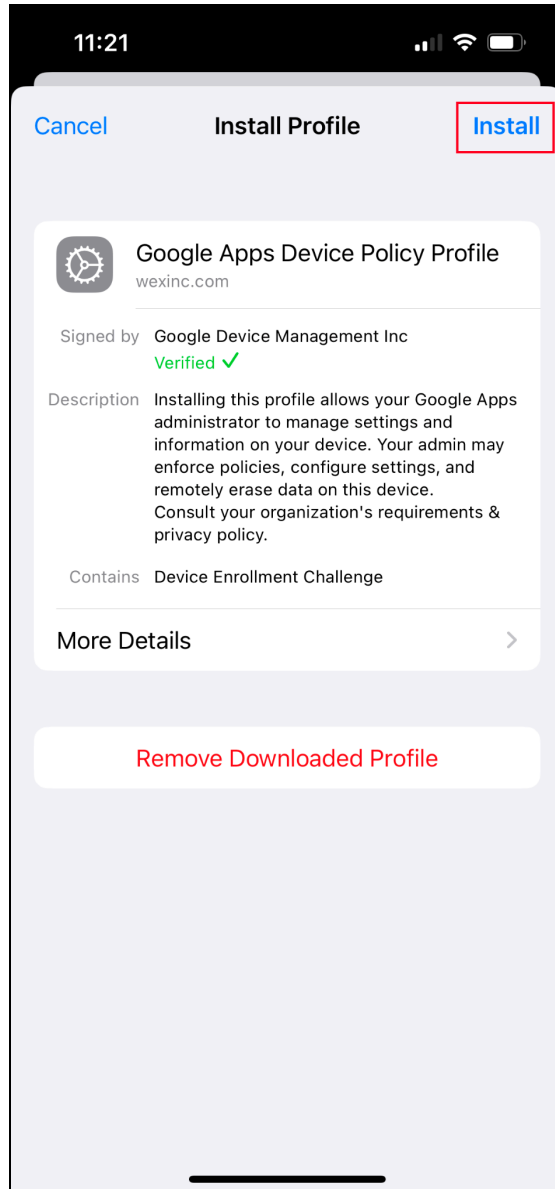 11:21
Cancel Install Profile Install
Google Apps Device Policy Profile
wexinc.com
Signed by Google Device Management Inc
Verified ✓
Description Installing this profile allows your Google Apps
administrator to manage settings and
information on your device. Your admin may
enforce policies, configure settings, and
remotely erase data on this device.
Consult your organization's requirements &
privacy policy.
Contains Device Enrollment Challenge
More Details
Remove Downloaded Profile